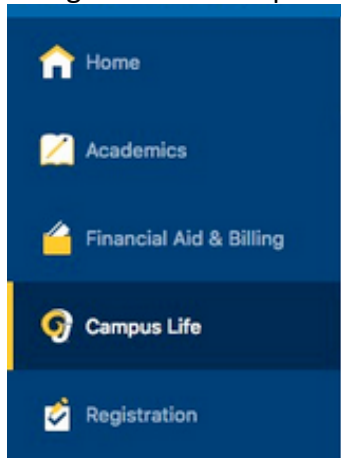 Home
Academics
Financial Aid & Billing
Campus Life
Registration